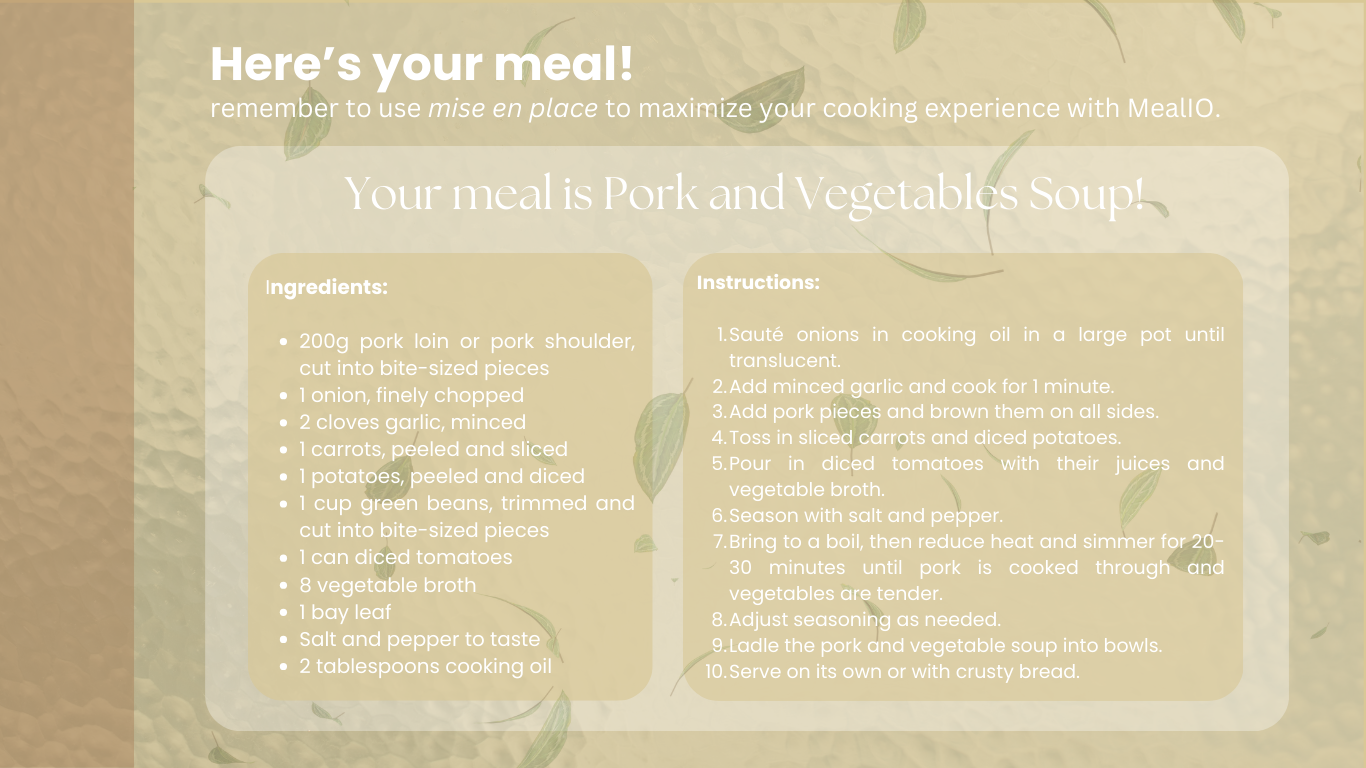 Here’s your meal!
remember to use mise en place to maximize your cooking experience with MealIO.
Your meal is Pork and Vegetables Soup!
Ingredients:
• 200g pork loin or pork shoulder,
cut into bite-sized pieces
• 1 onion, finely chopped
• 2 cloves garlic, minced
• 1 carrots, peeled and sliced
• 1 potatoes, peeled and diced
• 1 cup green beans, trimmed and
cut into bite-sized pieces
• 1 can diced tomatoes
• 8 vegetable broth
• 1 bay leaf
• Salt and pepper to taste
• 2 tablespoons cooking oil
Instructions:
1. Sauté onions in cooking oil in a large pot until
translucent.
2. Add minced garlic and cook for 1 minute.
3. Add pork pieces and brown them on all sides.
4. Toss in sliced carrots and diced potatoes.
5. Pour in diced tomatoes with their juices and
vegetable broth.
6. Season with salt and pepper.
7. Bring to a boil, then reduce heat and simmer for 20-
30 minutes until pork is cooked through and
vegetables are tender.
8. Adjust seasoning as needed.
9. Ladle the pork and vegetable soup into bowls.
10. Serve on its own or with crusty bread.